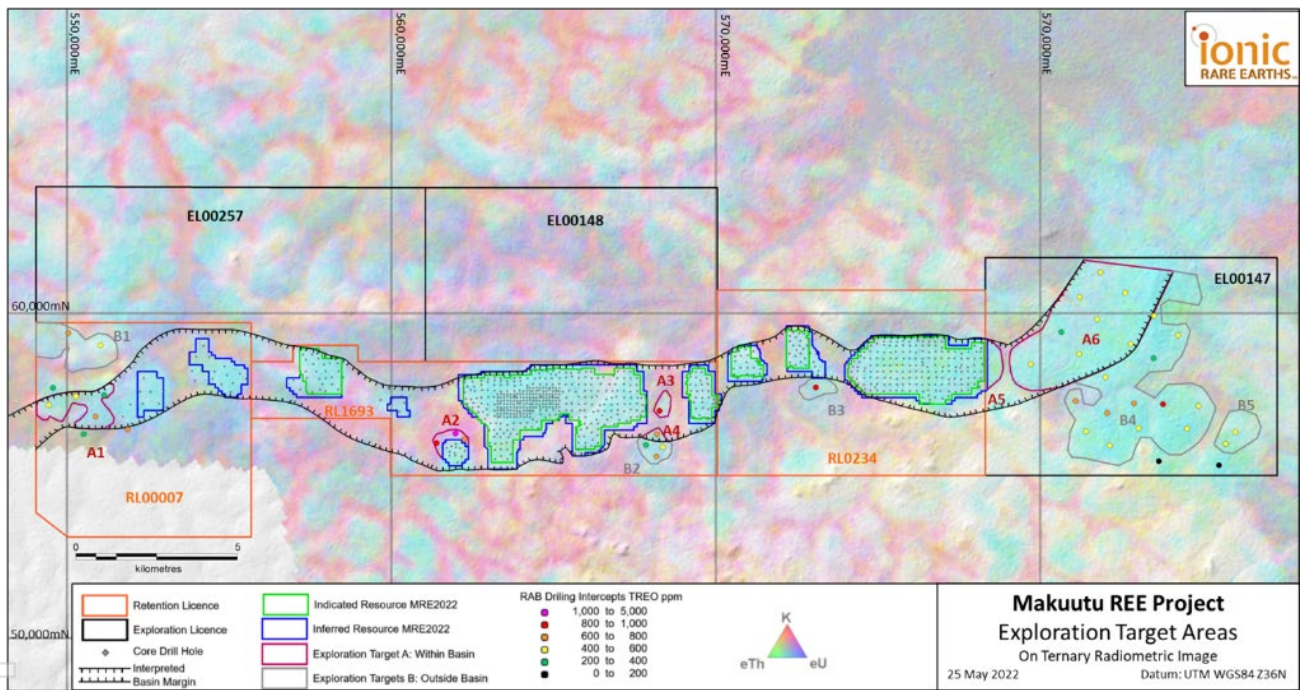 550,000mE
560,000mE
570,000mE
570,000mE
ionic
RARE EARTHS
EL00257
EL00148
EL00147
60,000mN
B1
A6
A3
RL1693
A2
A4
B3
A5
B4
B5
A1
B2
RL0234
RL00007
0 5
kilometres
50,000mN
Retention Licence
Exploration Licence
Core Drill Hole
Interpreted
Basin Margin
Indicated Resource MRE2022
Inferred Resource MRE2022
Exploration Target A: Within Basin
Exploration Targets B: Outside Basin
RAB Driling Intercepts TREO ppm
1,000 to 5,000
800 to 1,000
600 to 800
400 to 600
200 to 400
0 to 200
K
eTh eU
Makuutu REE Project
Exploration Target Areas
On Ternary Radiometric Image
25 May 2022 Datum: UTM WGS84 Z36N